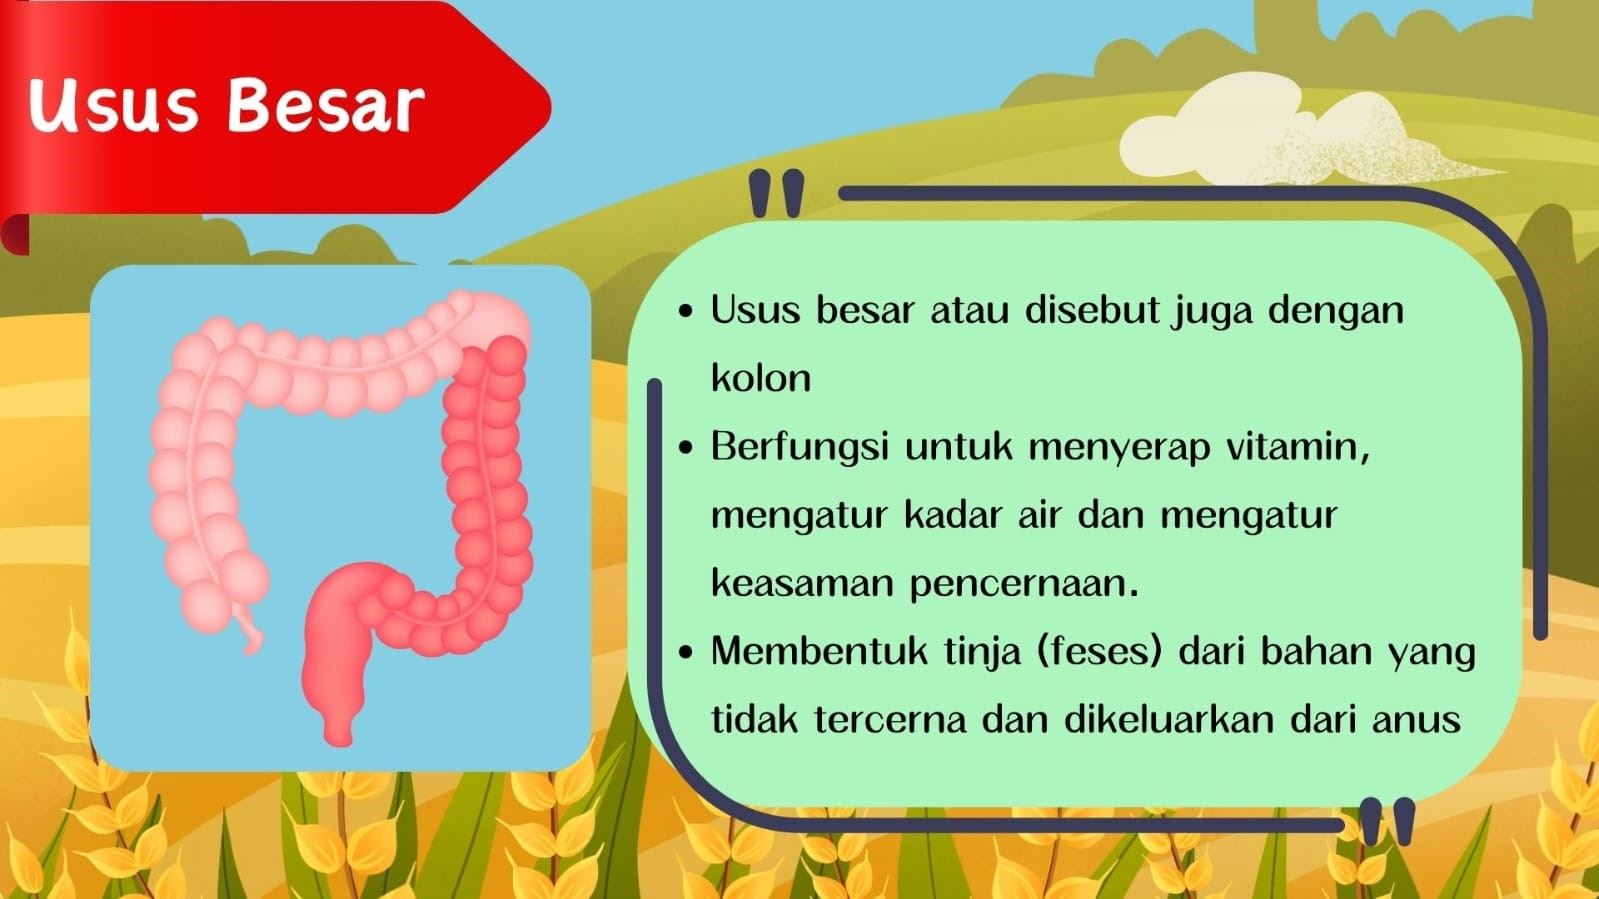 Usus Besar
• Usus besar atau disebut juga dengan
kolon
• Berfungsi untuk menyerap vitamin,
mengatur kadar air dan mengatur
keasaman pencernaan.
• Membentuk tinja (feses) dari bahan yang
tidak tercerna dan dikeluarkan dari anus